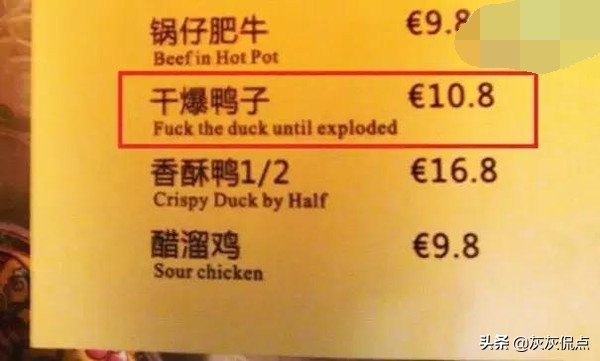 锅仔肥牛 €9.8
Beef in Hot Pot
干爆鸭子 €10.8
Fuck the duck until exploded
香酥鸭1/2 €16.8
Crispy Duck by Half
醋溜鸡 €9.8
Sour chicken
头条 @灰灰侃点